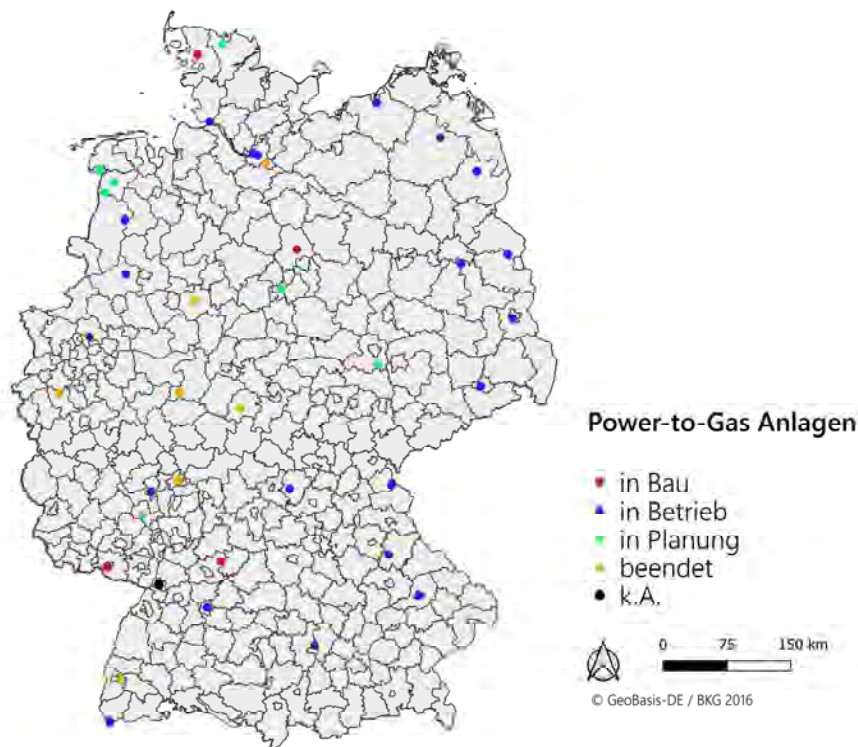 Power-to-Gas Anlagen
in Bau
in Betrieb
in Planung
beendet
k.A.
0 75 150 km
© GeoBasis-DE / BKG 2016